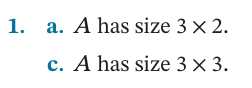 1. a. A has size 3 × 2.
c. A has size 3 × 3.